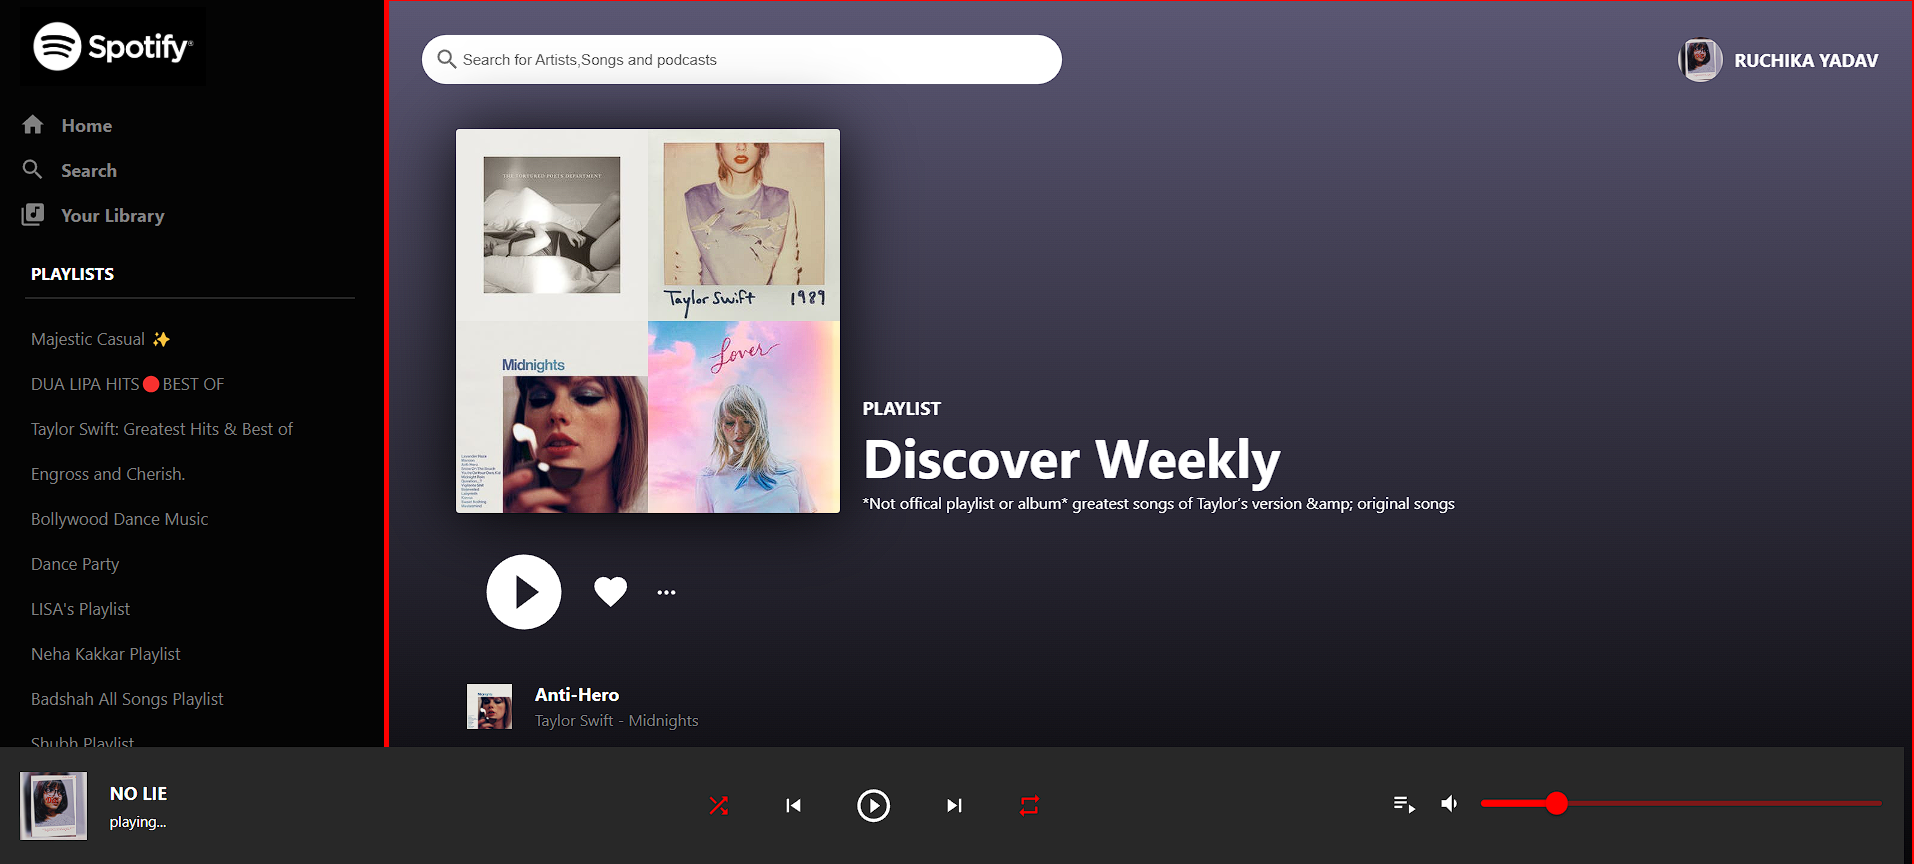 Spotify®
Home
Search
Your Library
PLAYLISTS
Majestic Casual ✨
DUA LIPA HITS🔴BEST OF
Taylor Swift: Greatest Hits & Best of
Engross and Cherish.
Bollywood Dance Music
Dance Party
LISA's Playlist
Neha Kakkar Playlist
Badshah All Songs Playlist
Shubh Playlist
Search for Artists,Songs and podcasts
RUCHIKA YADAV
THE TORTURED POETS DEPARTMENT
Taylor Swift 1989
Midnights
Lover
PLAYLIST
Discover Weekly
*Not offical playlist or album* greatest songs of Taylor's version &amp; original songs
Anti-Hero
Taylor Swift - Midnights
NO LIE
playing...